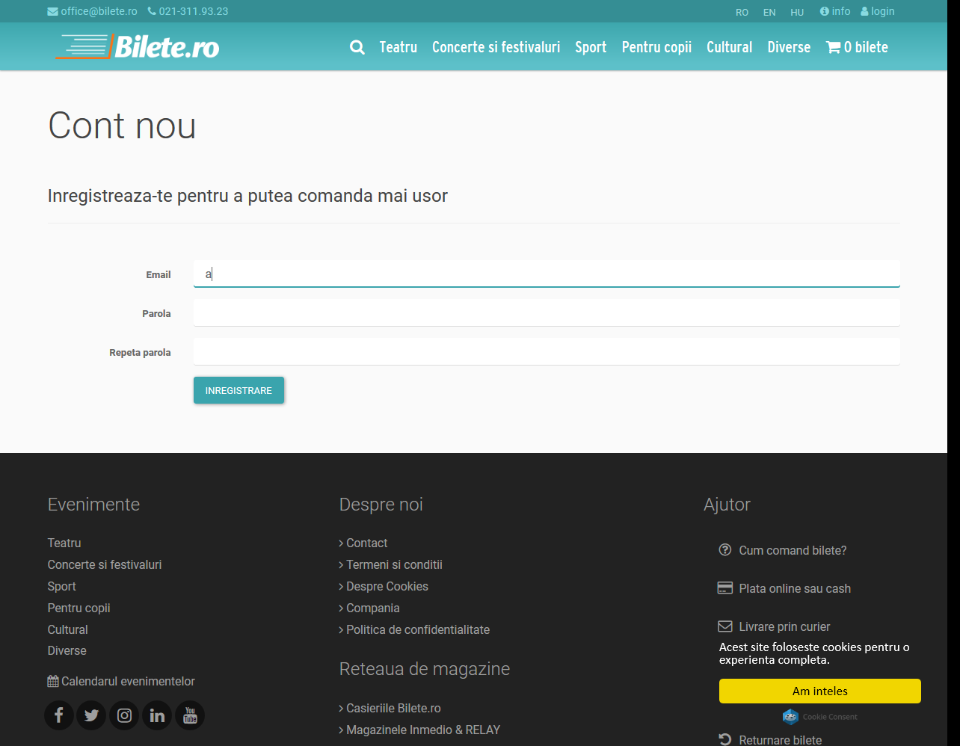 office@bilete.ro 021-311.93.23 RO EN HU info login
Bilete.ro Teatru Concerte si festivaluri Sport Pentru copii Cultural Diverse 0 bilete
Cont nou
Inregistreaza-te pentru a putea comanda mai usor
Email a
Parola
Repeta parola
INREGISTRARE
Evenimente
Teatru
Concerte si festivaluri
Sport
Pentru copii
Cultural
Diverse
Calendarul evenimentelor
Despre noi
Contact
Termeni si conditii
Despre Cookies
Compania
Politica de confidentialitate
Reteaua de magazine
Casieriile Bilete.ro
Magazinele Inmedio & RELAY
Ajutor
Cum comand bilete?
Plata online sau cash
Livrare prin curier
Acest site foloseste cookies pentru o
experienta completa.
Am inteles
Cookie Consent
Returnare bilete